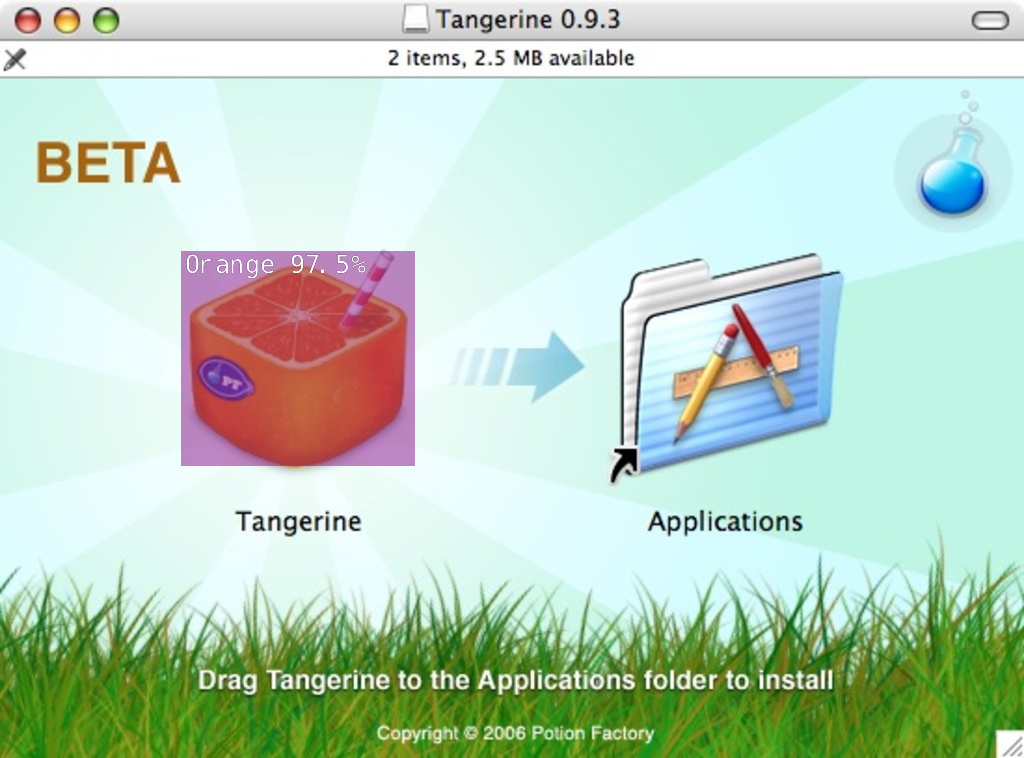 Tangerine 0.9.3
2 items, 2.5 MB available
BETA
Orange 97.5%
PT
Tangerine
Applications
Drag Tangerine to the Applications folder to install
Copyright © 2006 Potion Factory